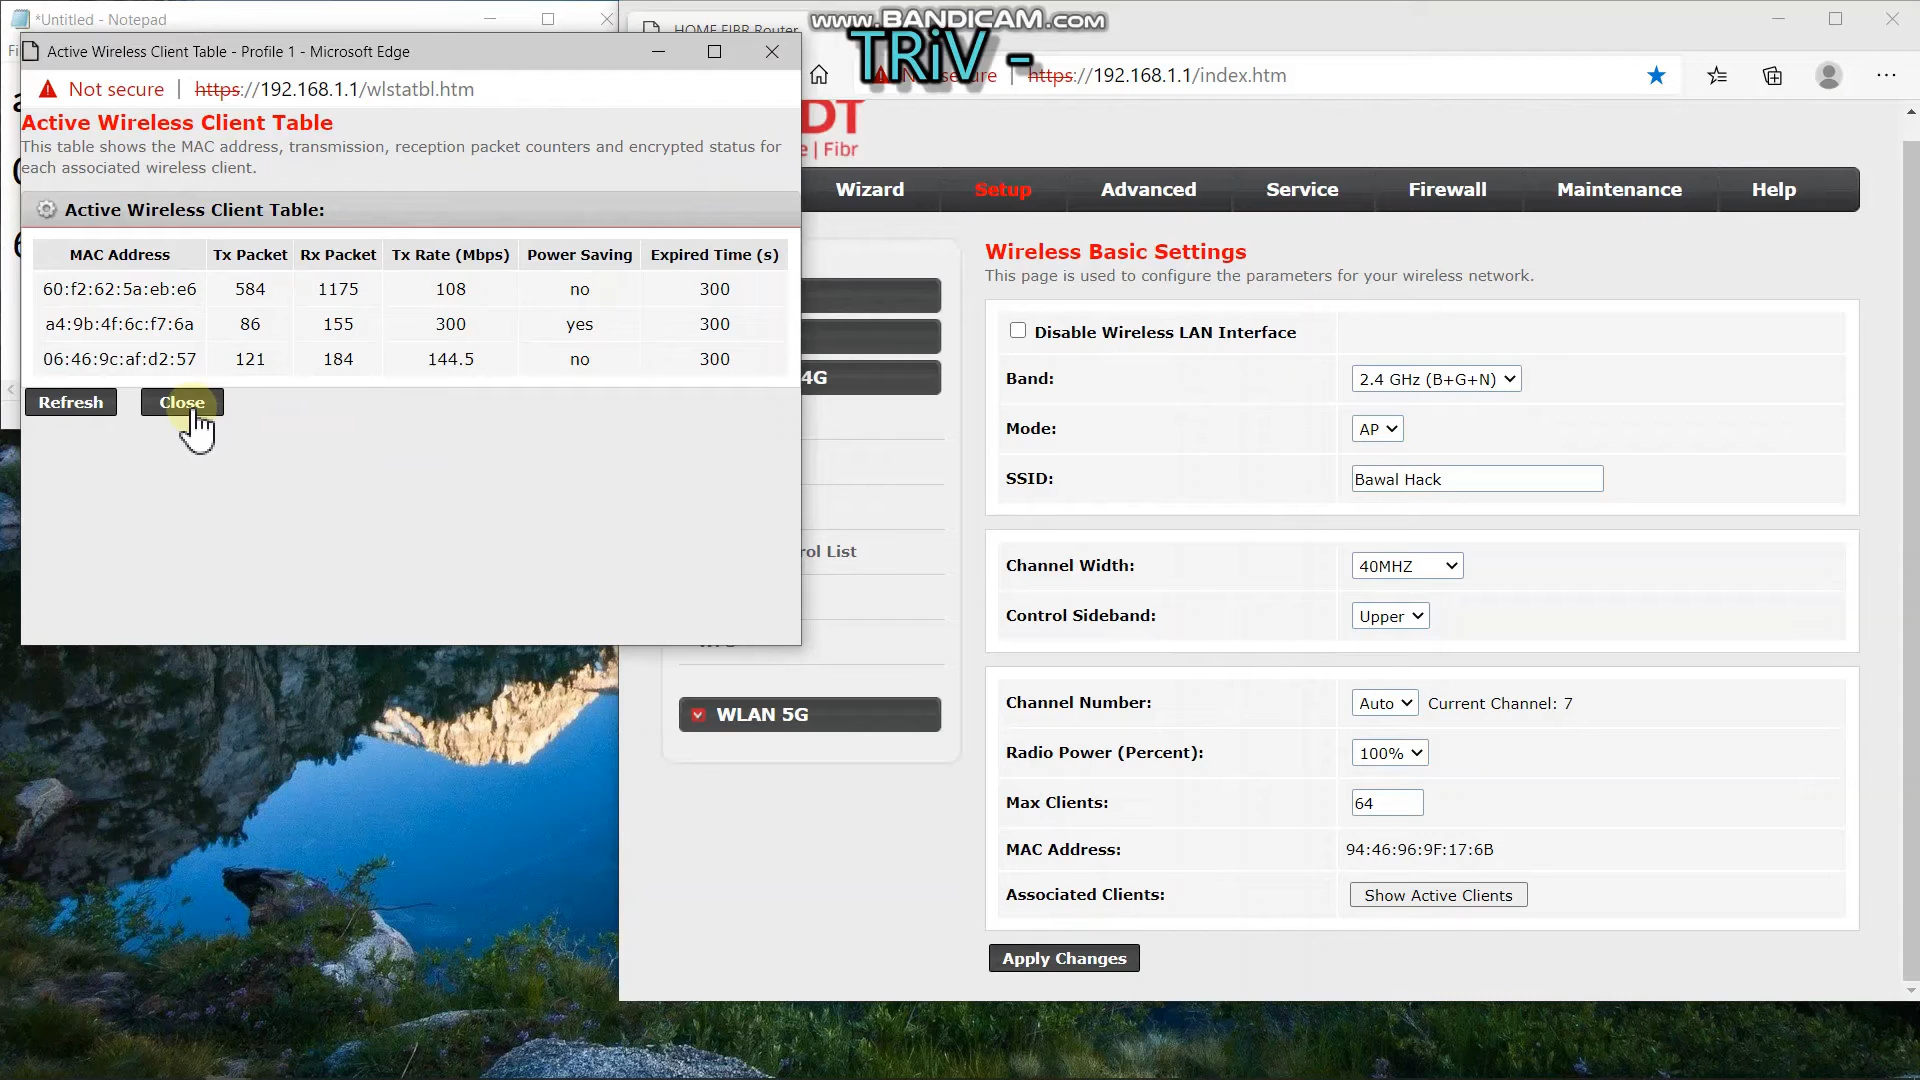 *Untitled - Notepad
HOME FIBR Router
www.BANDICAM.com
TRiV -
Active Wireless Client Table - Profile 1 - Microsoft Edge
Not secure | https://192.168.1.1/wlstatbl.htm
https://192.168.1.1/index.htm
Active Wireless Client Table
This table shows the MAC address, transmission, reception packet counters and encrypted status for
each associated wireless client.
Active Wireless Client Table:
MAC Address Tx Packet Rx Packet Tx Rate (Mbps) Power Saving Expired Time (s)
60:f2:62:5a:eb:e6 584 1175 108 no 300
a4:9b:4f:6c:f7:6a 86 155 300 yes 300
06:46:9c:af:d2:57 121 184 144.5 no 300
Refresh Close
DT
e | Fibr
Wizard Setup Advanced Service Firewall Maintenance Help
4G
rol List
WLAN 5G
Wireless Basic Settings
This page is used to configure the parameters for your wireless network.
Disable Wireless LAN Interface
Band: 2.4 GHz (B+G+N)
Mode: AP
SSID: Bawal Hack
Channel Width: 40MHZ
Control Sideband: Upper
Channel Number: Auto Current Channel: 7
Radio Power (Percent): 100%
Max Clients: 64
MAC Address: 94:46:96:9F:17:6B
Associated Clients: Show Active Clients
Apply Changes